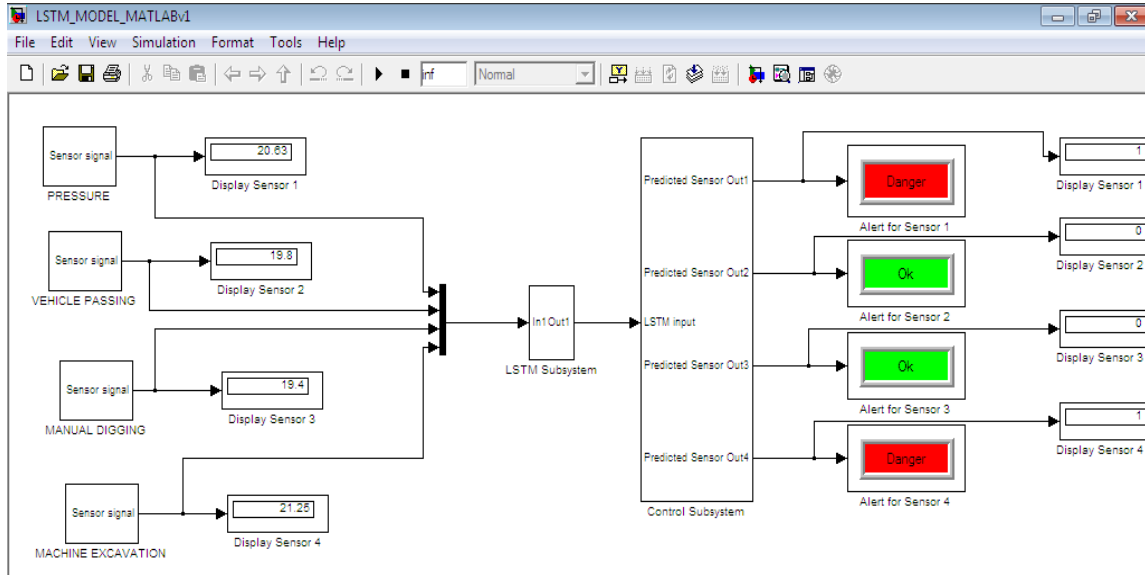 LSTM_MODEL_MATLABv1
File Edit View Simulation Format Tools Help
inf Normal
Sensor signal
PRESSURE
20.63
Display Sensor 1
Sensor signal
VEHICLE PASSING
19.8
Display Sensor 2
Sensor signal
MANUAL DIGGING
19.4
Display Sensor 3
Sensor signal
MACHINE EXCAVATION
21.25
Display Sensor 4
In1 Out1
LSTM Subsystem
Predicted Sensor Out1
Predicted Sensor Out2
LSTM input
Predicted Sensor Out3
Predicted Sensor Out4
Control Subsystem
Danger
Alert for Sensor 1
Ok
Alert for Sensor 2
Ok
Alert for Sensor 3
Danger
Alert for Sensor 4
1
Display Sensor 1
0
Display Sensor 2
0
Display Sensor 3
1
Display Sensor 4